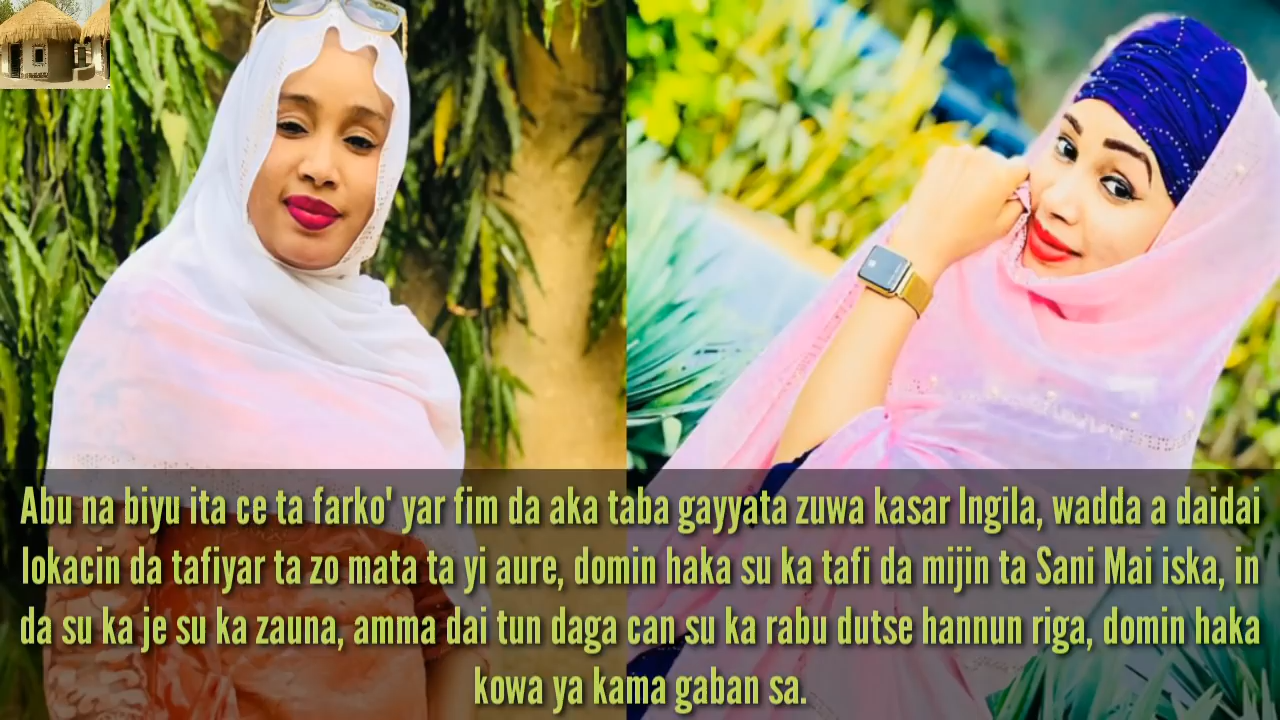 Abu na biyu ita ce ta farko' yar fim da aka taba gayyata zuwa kasar Ingila, wadda a daidai
lokacin da tafiyar ta zo mata ta yi aure, domin haka su ka tafi da mijin ta Sani Mai iska, in
da su ka je su ka zauna, amma dai tun daga can su ka rabu dutse hannun riga, domin haka
kowa ya kama gaban sa.